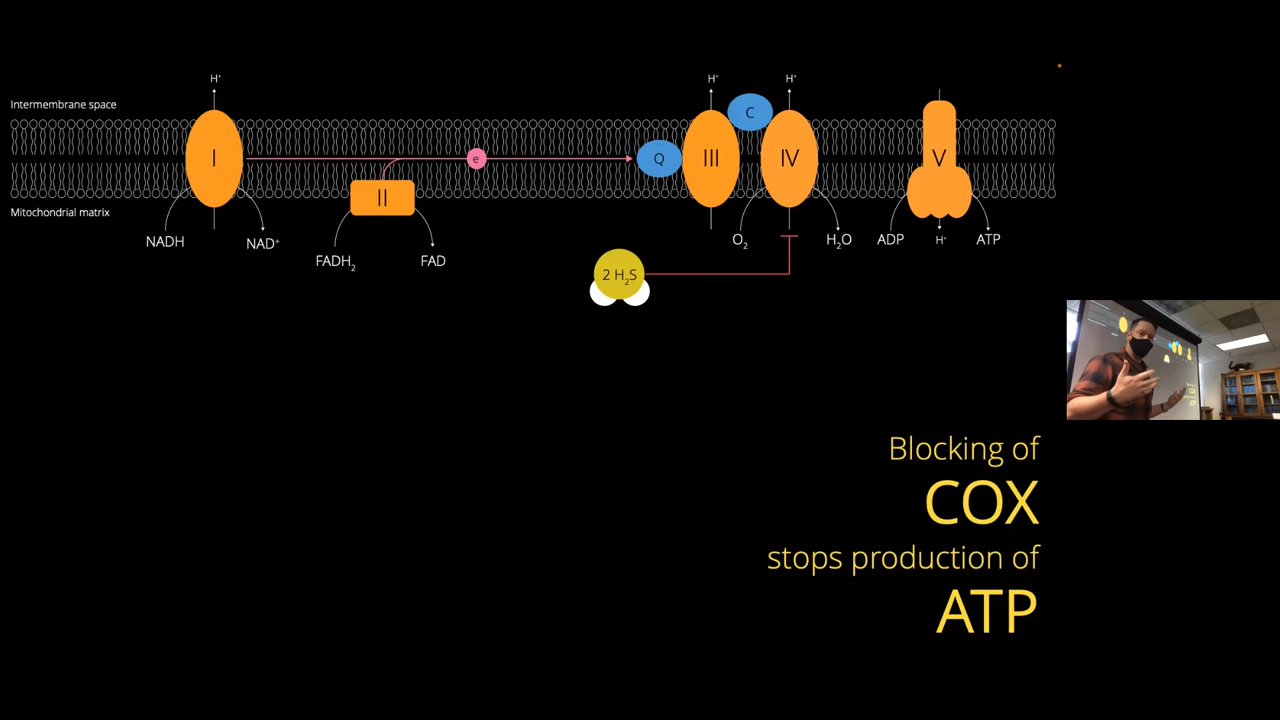 H⁺
H⁺
H⁺
Intermembrane space
C
I
e
Q
III
IV
V
II
Mitochondrial matrix
NADH
NAD⁺
O₂
H₂O
ADP
H⁺
ATP
FADH₂
FAD
2 H₂S
Blocking of
COX
stops production of
ATP